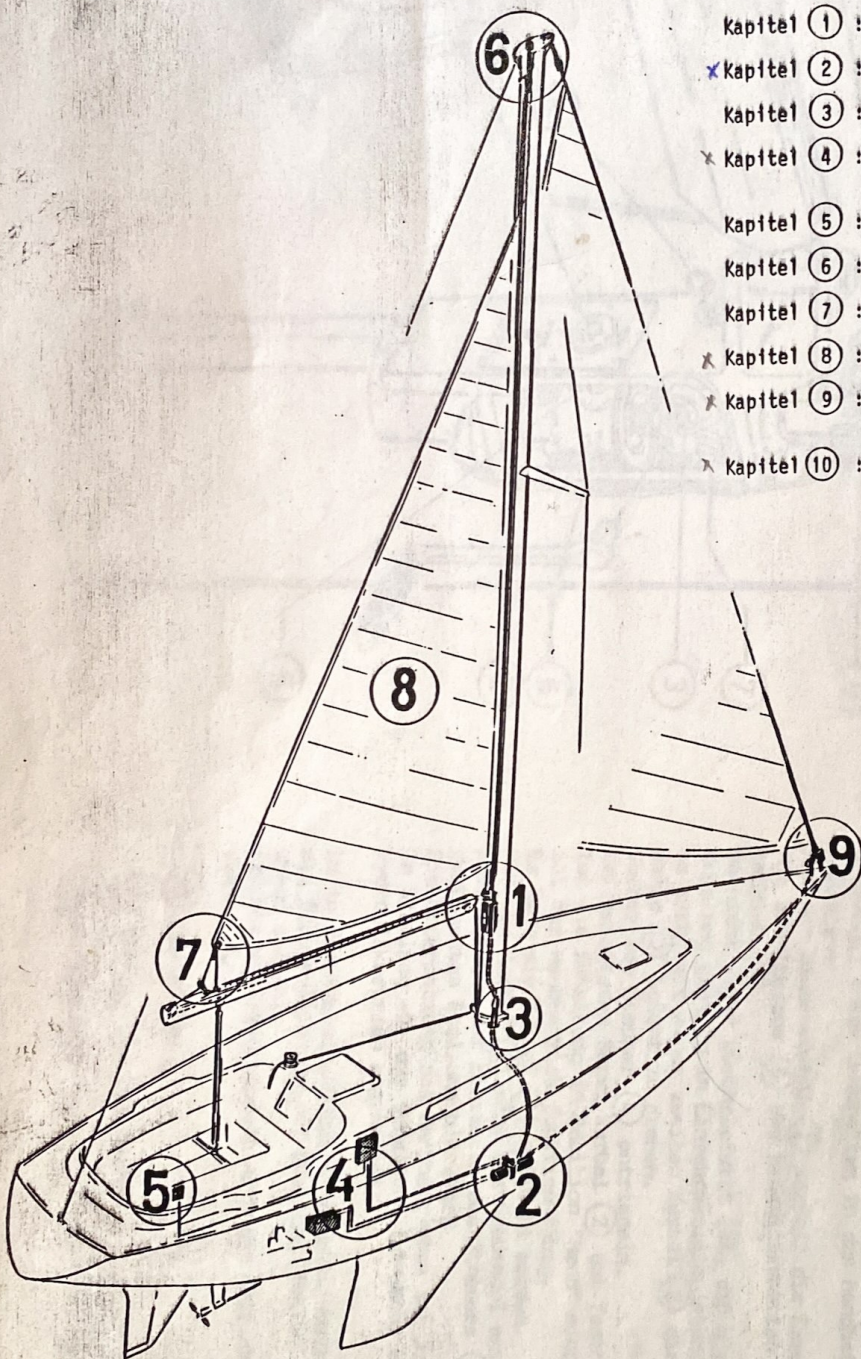 Kapitel ① :
x Kapitel ② :
Kapitel ③ :
x Kapitel ④ :
Kapitel ⑤ :
Kapitel ⑥ :
Kapitel ⑦ :
x Kapitel ⑧ :
x Kapitel ⑨ :
x Kapitel ⑩ :
6
8
9
1
7
3
5
4
2